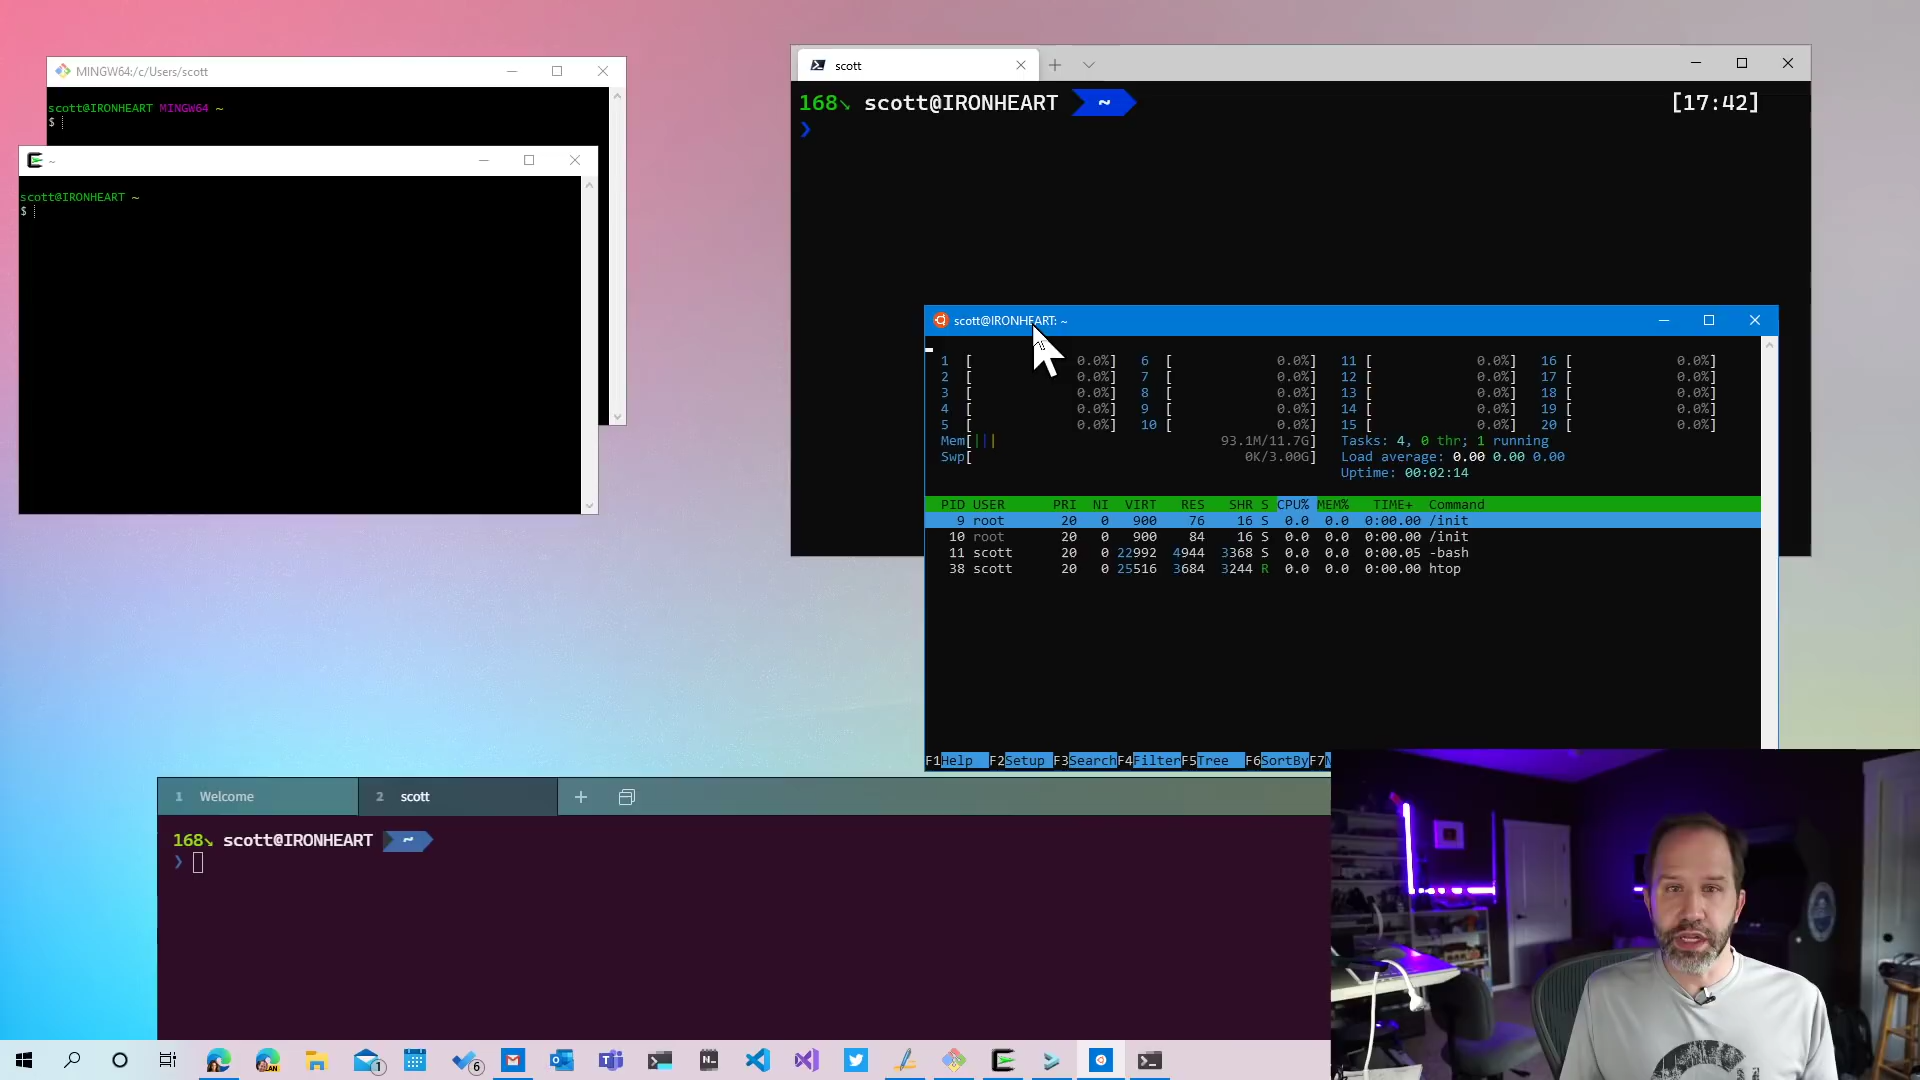 MINGW64:/c/Users/scott
scott@IRONHEART MINGW64 ~
$
~
scott@IRONHEART ~
$
scott
168↘ scott@IRONHEART ~ [17:42]
❯
scott@IRONHEART: ~
1 [ 0.0%] 6 [ 0.0%] 11 [ 0.0%] 16 [ 0.0%]
2 [ 0.0%] 7 [ 0.0%] 12 [ 0.0%] 17 [ 0.0%]
3 [ 0.0%] 8 [ 0.0%] 13 [ 0.0%] 18 [ 0.0%]
4 [ 0.0%] 9 [ 0.0%] 14 [ 0.0%] 19 [ 0.0%]
5 [ 0.0%] 10 [ 0.0%] 15 [ 0.0%] 20 [ 0.0%]
Mem[||| 93.1M/11.7G] Tasks: 4, 0 thr; 1 running
Swp[ 0K/3.00G] Load average: 0.00 0.00 0.00
Uptime: 00:02:14
PID USER PRI NI VIRT RES SHR S CPU% MEM% TIME+ Command
9 root 20 0 900 76 16 S 0.0 0.0 0:00.00 /init
10 root 20 0 900 84 16 S 0.0 0.0 0:00.00 /init
11 scott 20 0 22992 4944 3368 S 0.0 0.0 0:00.05 -bash
38 scott 20 0 25516 3684 3244 R 0.0 0.0 0:00.00 htop
F1Help F2Setup F3SearchF4FilterF5Tree F6SortByF7
1 Welcome 2 scott
168↘ scott@IRONHEART ~
❯
1 6